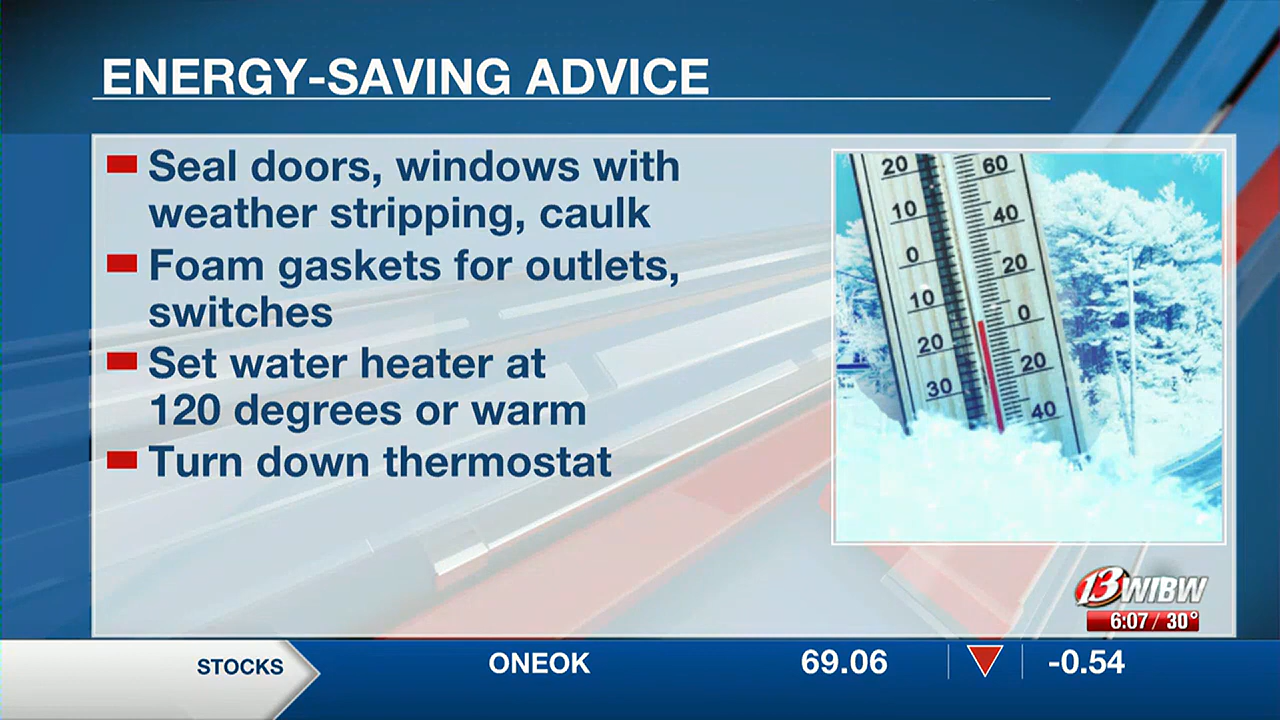 ENERGY-SAVING ADVICE
Seal doors, windows with
weather stripping, caulk
Foam gaskets for outlets,
switches
Set water heater at
120 degrees or warm
Turn down thermostat
20 60
10 40
0 20
10 0
20 20
30 40
13 WIBW
6:07 / 30°
STOCKS ONEOK 69.06 -0.54